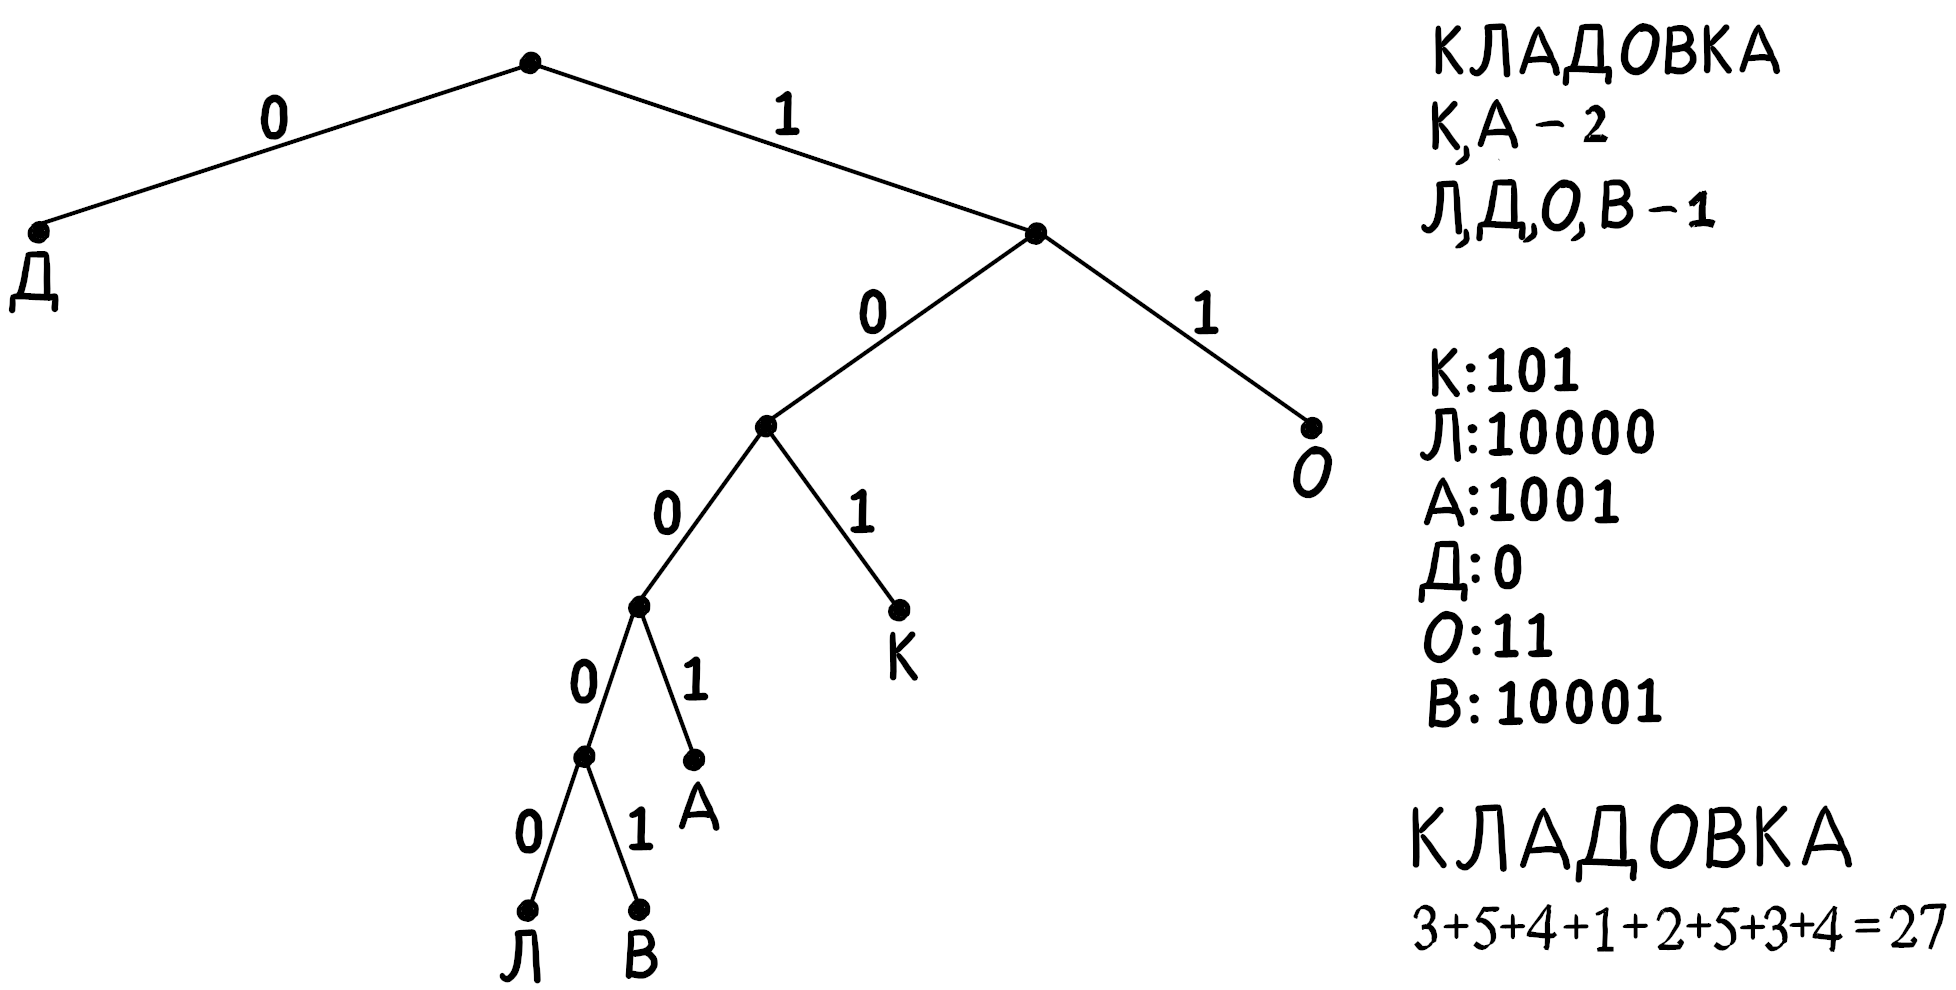 КЛАДОВКА
К,А - 2
Л,Д,О,В - 1
0
1
Д
0
1
К:101
Л:10000
О
А:1001
0
1
Д:0
О:11
К
0
1
В:10001
А
0
1
КЛАДОВКА
Л
В
3+5+4+1+2+5+3+4=27